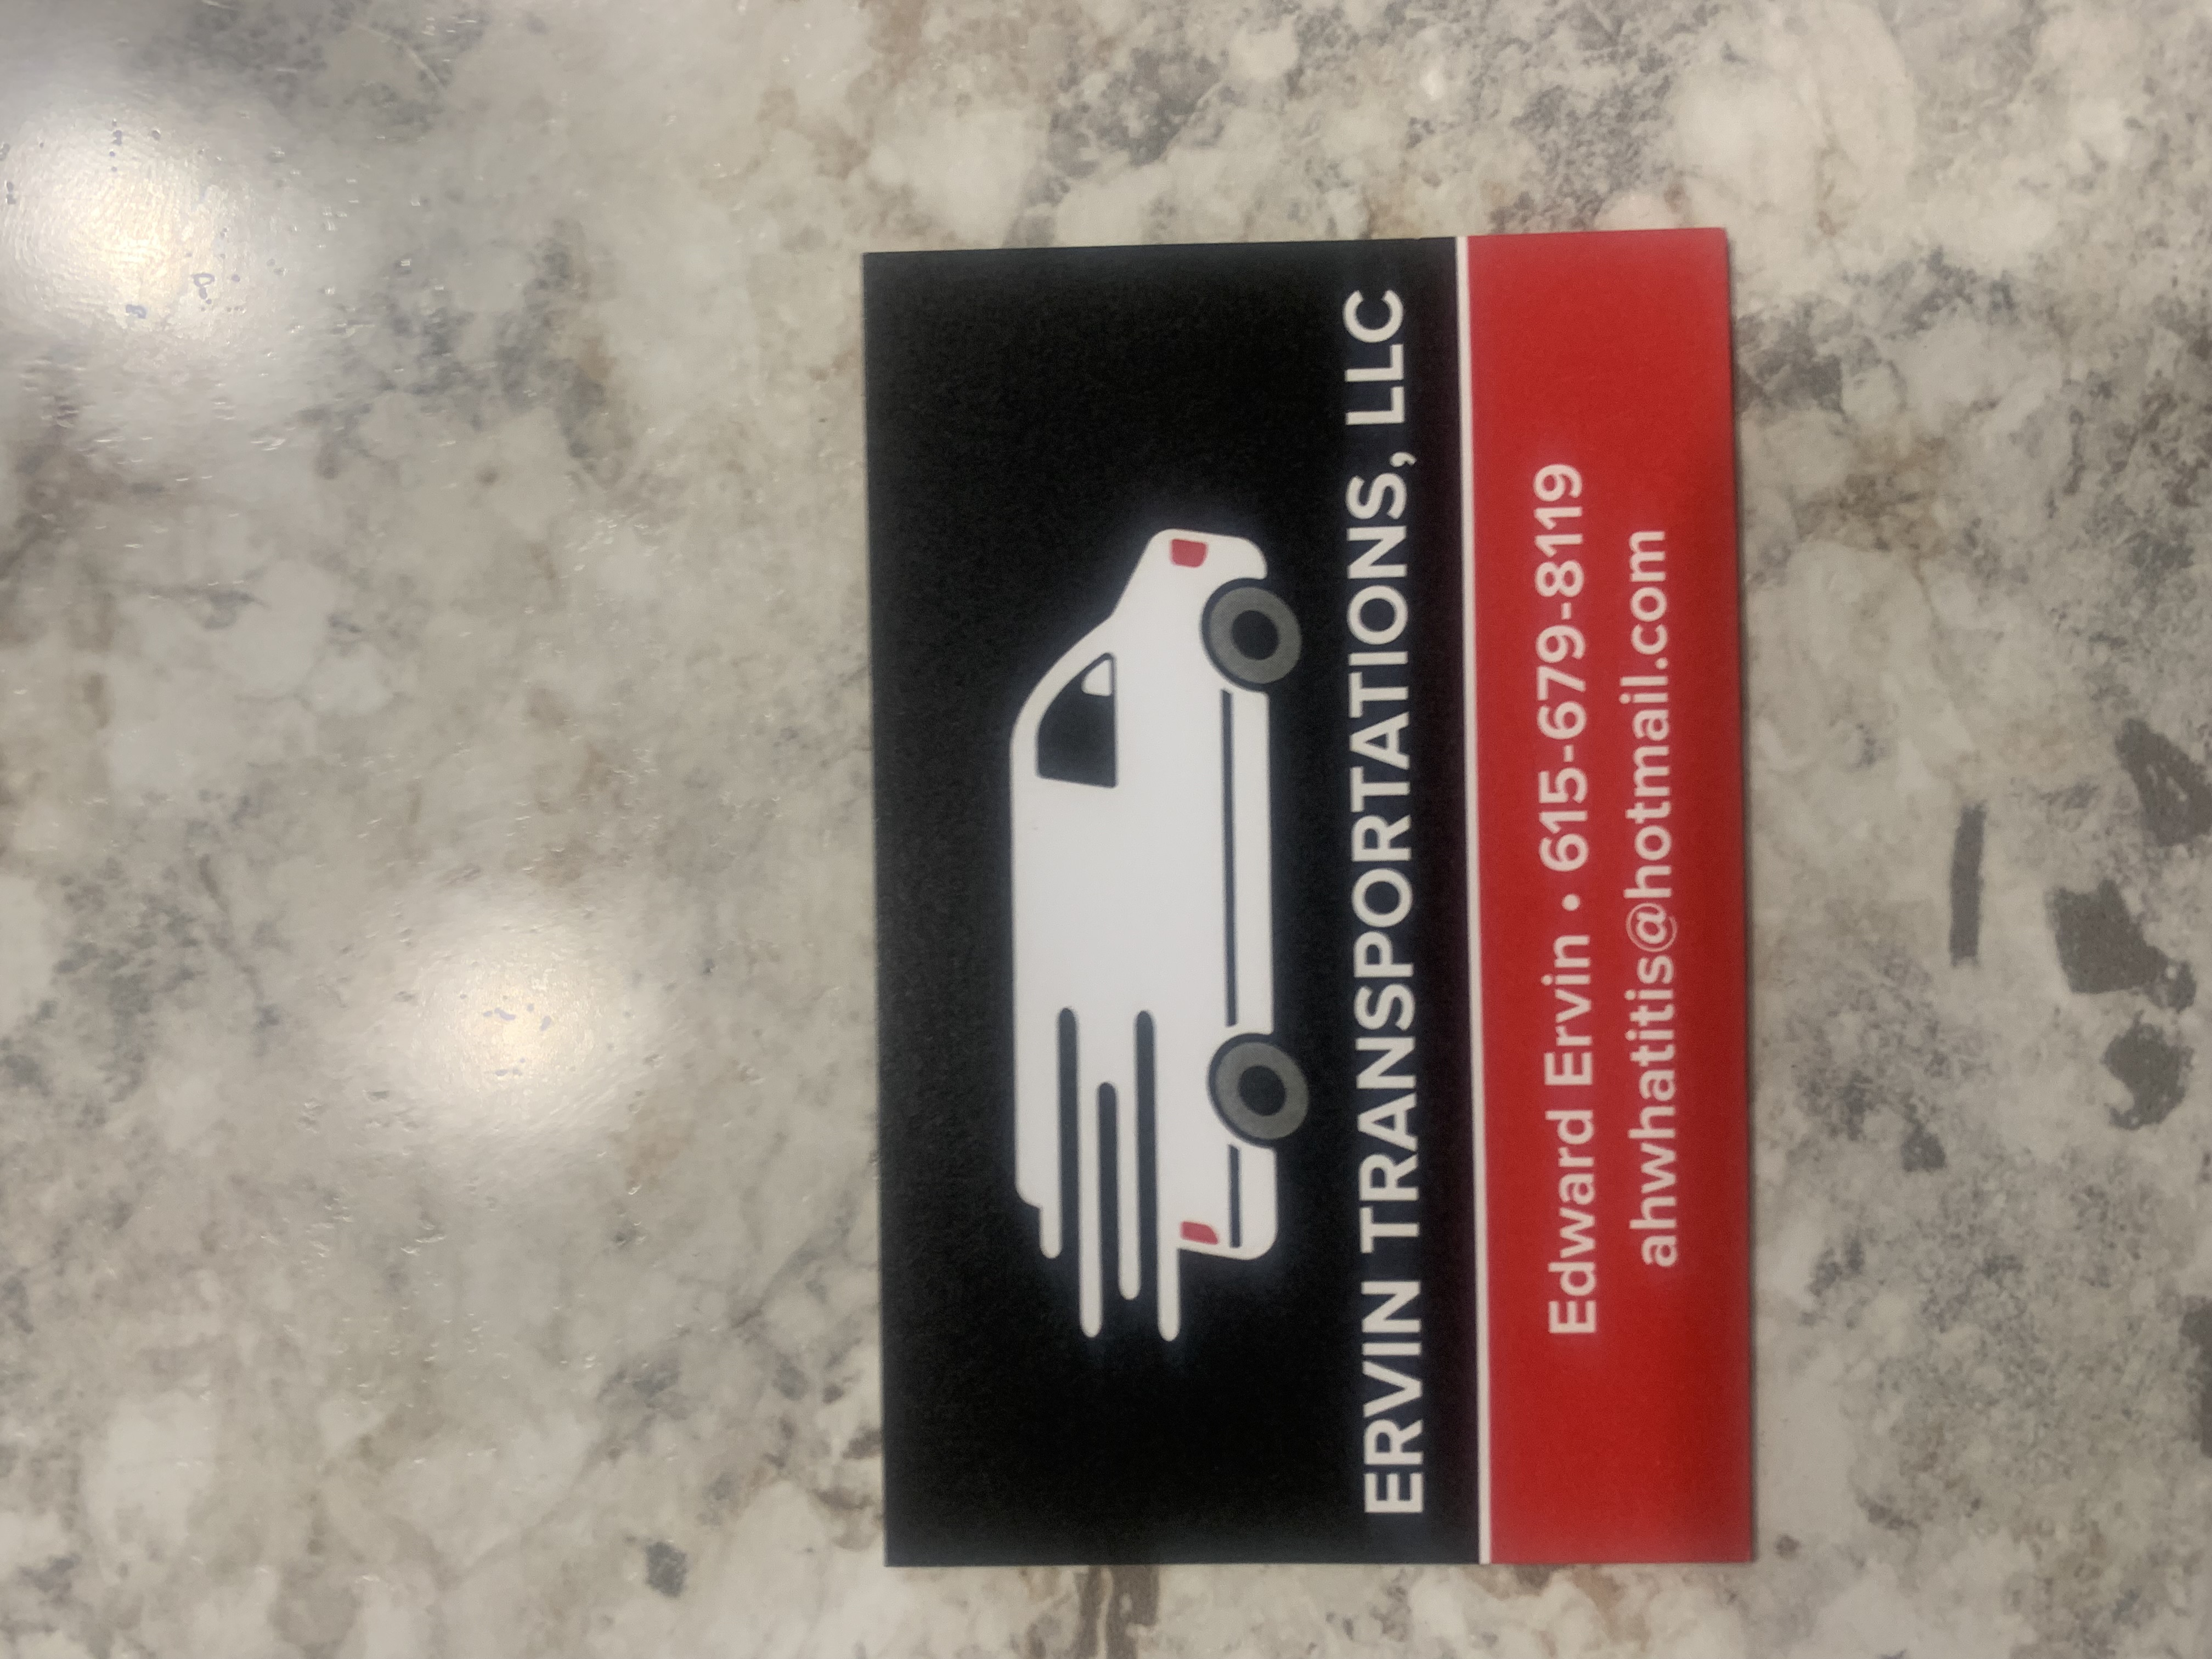 ERVIN TRANSPORTATIONS, LLC
Edward Ervin • 615-679-8119
ahwhatitis@hotmail.com